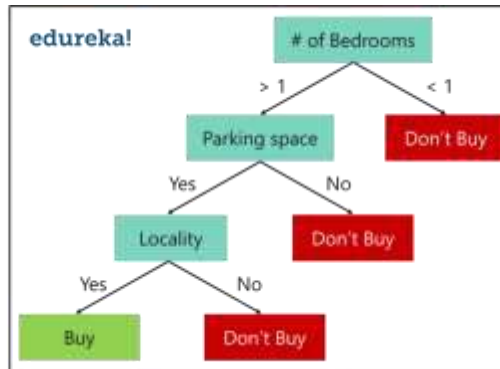 edureka!
# of Bedrooms
> 1
< 1
Parking space
Don't Buy
Yes
No
Locality
Don't Buy
Yes
No
Buy
Don't Buy